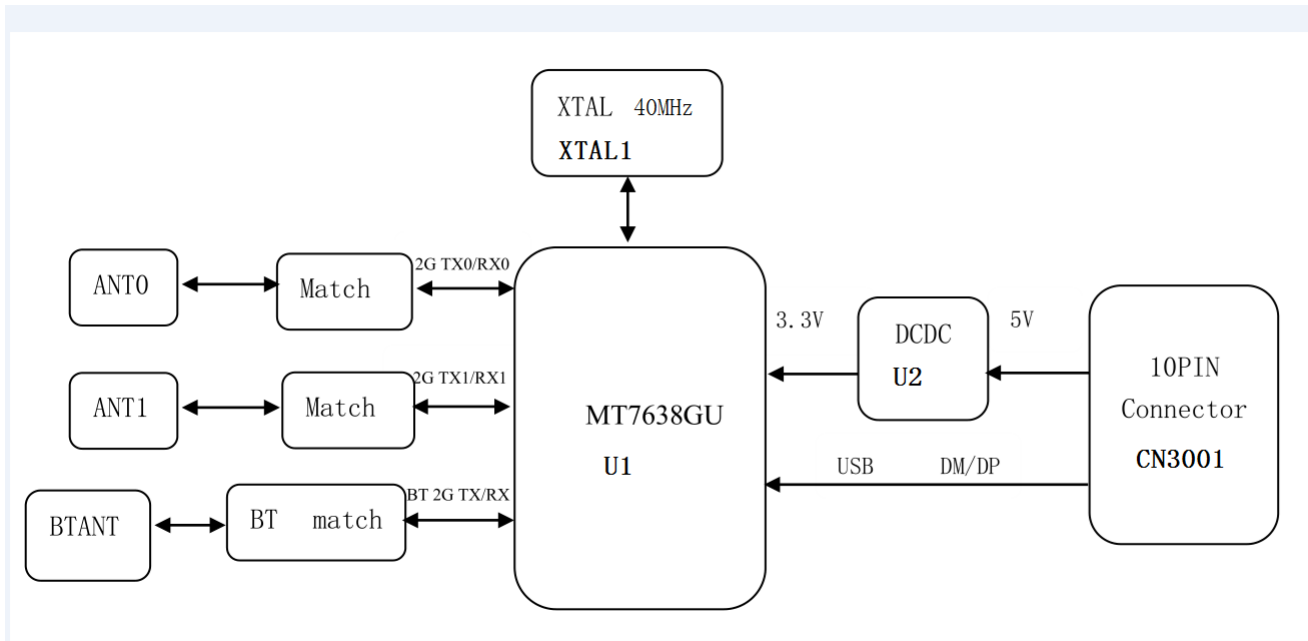 XTAL 40MHz
XTAL1
ANT0
Match
2G TX0/RX0
ANT1
Match
2G TX1/RX1
BTANT
BT match
BT 2G TX/RX
MT7638GU
U1
3.3V
DCDC
U2
5V
USB DM/DP
10PIN
Connector
CN3001